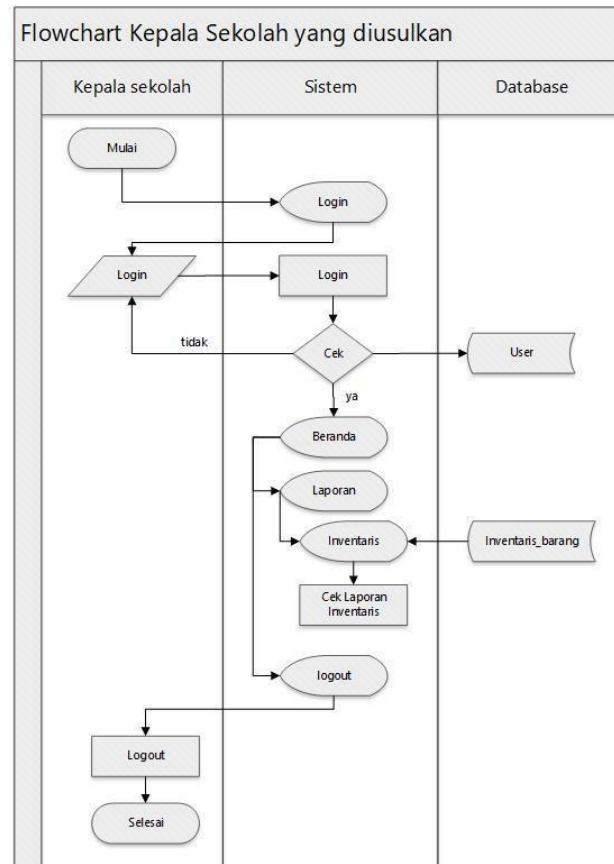 Flowchart Kepala Sekolah yang diusulkan
Kepala sekolah
Sistem
Database
Mulai
Login
Login
Login
tidak
Cek
User
ya
Beranda
Laporan
Inventaris
Inventaris_barang
Cek Laporan
Inventaris
logout
Logout
Selesai